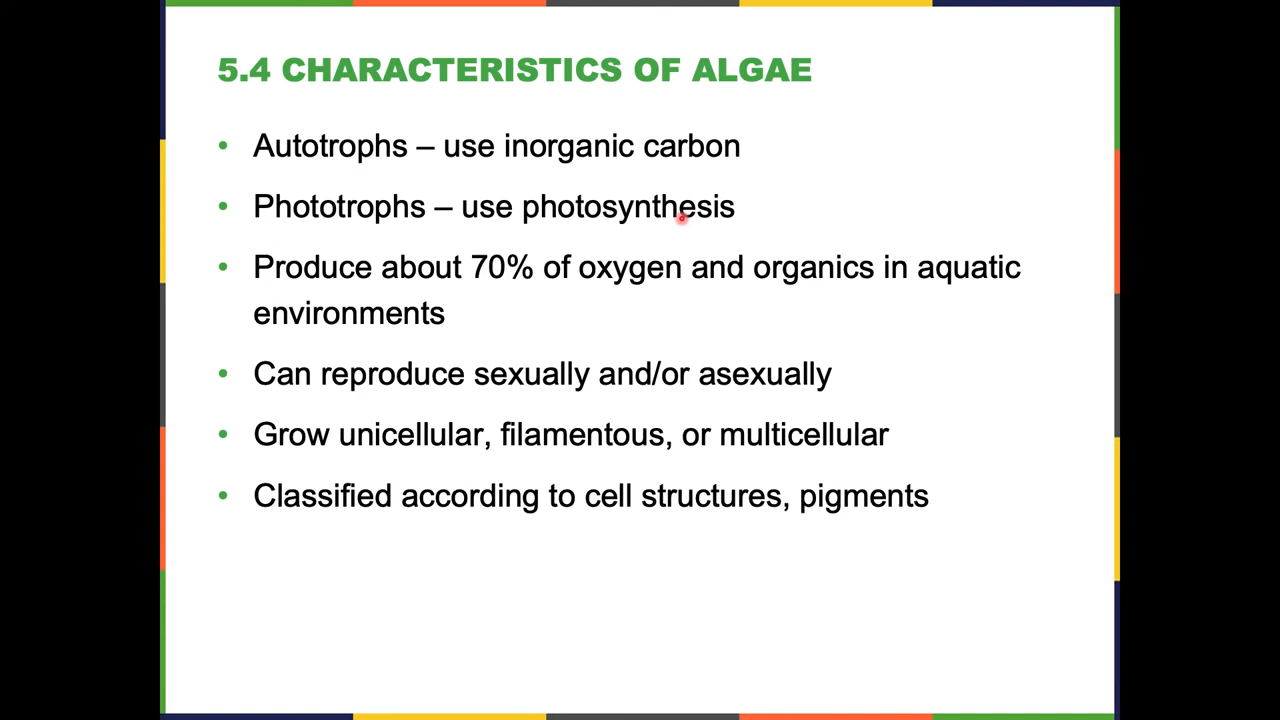 5.4 CHARACTERISTICS OF ALGAE
• Autotrophs – use inorganic carbon
• Phototrophs – use photosynthesis
• Produce about 70% of oxygen and organics in aquatic
environments
• Can reproduce sexually and/or asexually
• Grow unicellular, filamentous, or multicellular
• Classified according to cell structures, pigments